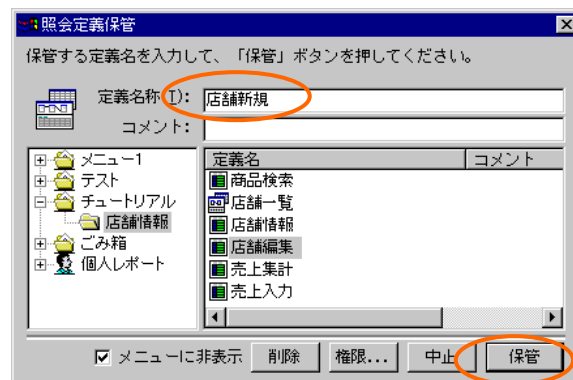 照会定義保管
保管する定義名を入力して、「保管」ボタンを押してください。
定義名称(I): 店舗新規
コメント:
メニュー1
テスト
チュートリアル
店舗情報
ごみ箱
個人レポート
定義名 コメント
商品検索
店舗一覧
店舗情報
店舗編集
売上集計
売上入力
メニューに非表示 削除 権限... 中止 保管